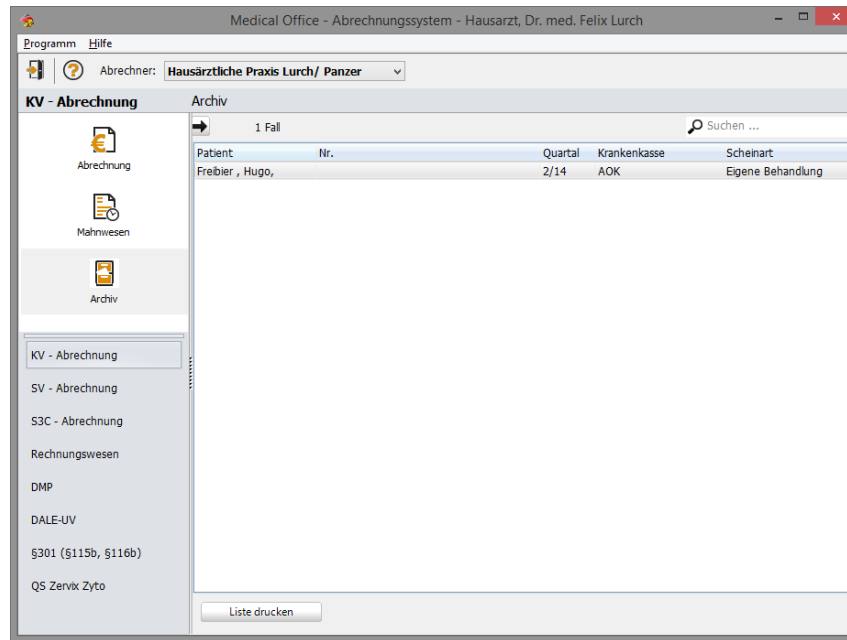 Medical Office - Abrechnungssystem - Hausarzt, Dr. med. Felix Lurch
Programm Hilfe
Abrechner: Hausärztliche Praxis Lurch/ Panzer
KV - Abrechnung
Archiv
1 Fall
Suchen ...
Abrechnung
Mahnwesen
Archiv
Patient Nr. Quartal Krankenkasse Scheinart
Freibier , Hugo, 2/14 AOK Eigene Behandlung
KV - Abrechnung
SV - Abrechnung
S3C - Abrechnung
Rechnungswesen
DMP
DALE-UV
§301 (§115b, §116b)
QS Zervix Zyto
Liste drucken